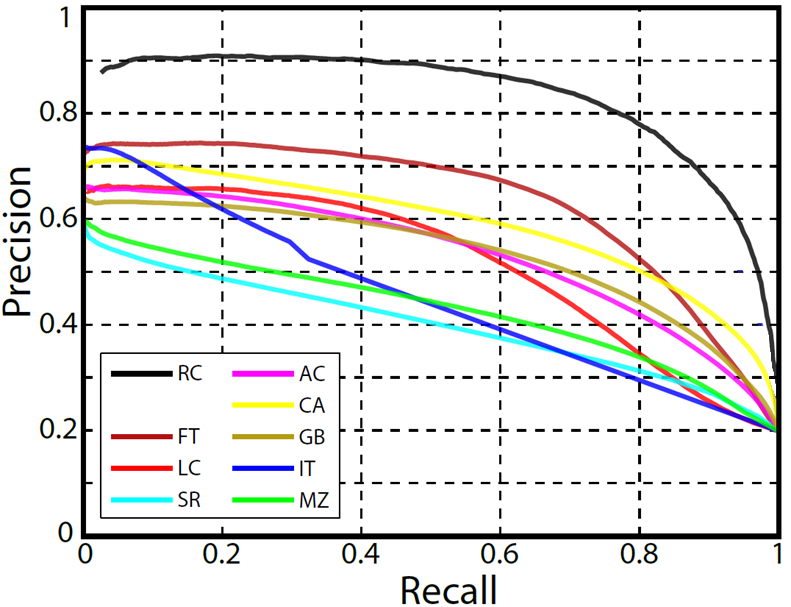 1
0.8
0.6
0.4
0.2
0
Precision
RC AC
CA
FT GB
LC IT
SR MZ
0 0.2 0.4 0.6 0.8 1
Recall